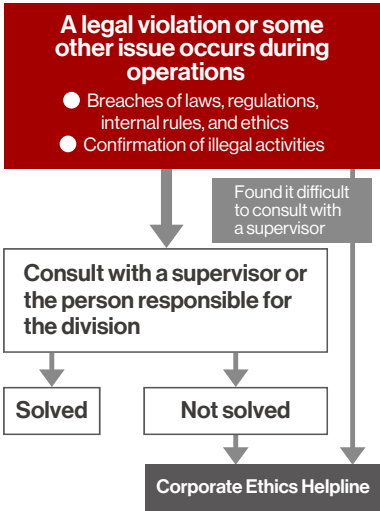 A legal violation or some
other issue occurs during
operations
● Breaches of laws, regulations,
internal rules, and ethics
● Confirmation of illegal activities
Found it difficult
to consult with
a supervisor
Consult with a supervisor or
the person responsible for
the division
Solved
Not solved
Corporate Ethics Helpline